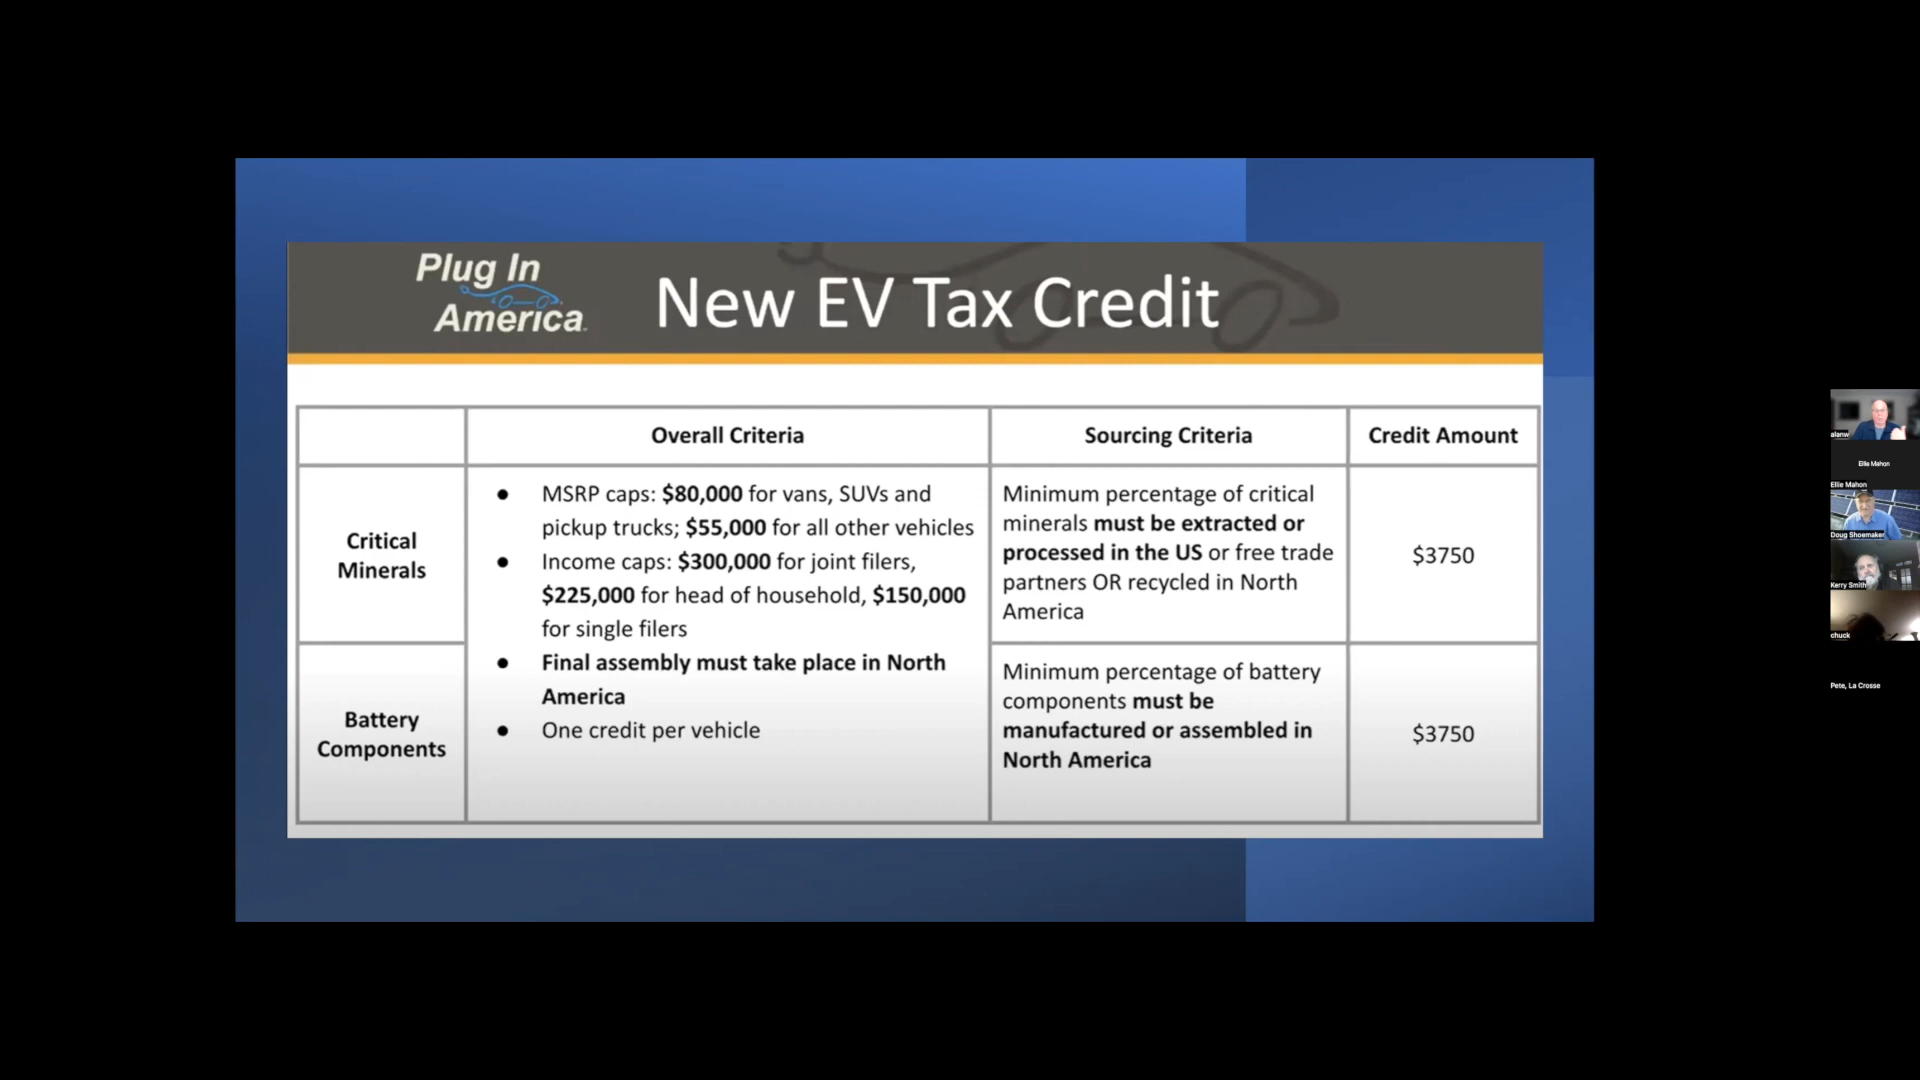 Plug In
America
New EV Tax Credit
Overall Criteria
Sourcing Criteria
Credit Amount
Critical
Minerals
● MSRP caps: $80,000 for vans, SUVs and
pickup trucks; $55,000 for all other vehicles
● Income caps: $300,000 for joint filers,
$225,000 for head of household, $150,000
for single filers
● Final assembly must take place in North
America
● One credit per vehicle
Minimum percentage of critical
minerals must be extracted or
processed in the US or free trade
partners OR recycled in North
America
$3750
Battery
Components
Minimum percentage of battery
components must be
manufactured or assembled in
North America
$3750
alanw
Ellie Mahon
Ellie Mahon
Doug Shoemaker
Kerry Smith
chuck
Pete, La Crosse